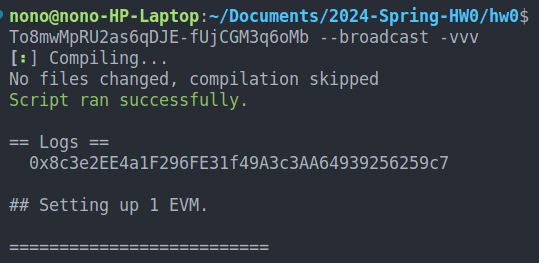 nono@nono-HP-Laptop:~/Documents/2024-Spring-HW0/hw0$
To8mwMpRU2as6qDJE-fUjCGM3q6oMb --broadcast -vvv
[⠃] Compiling...
No files changed, compilation skipped
Script ran successfully.
== Logs ==
0x8c3e2EE4a1F296FE31f49A3c3AA64939256259c7
## Setting up 1 EVM.
==========================